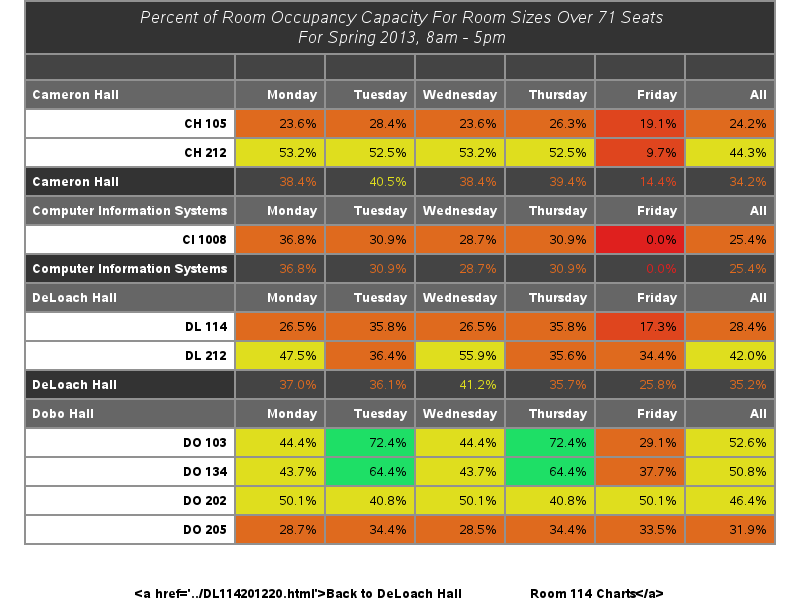 Percent of Room Occupancy Capacity For Room Sizes Over 71 Seats
For Spring 2013, 8am - 5pm
Cameron Hall Monday Tuesday Wednesday Thursday Friday All
CH 105 23.6% 28.4% 23.6% 26.3% 19.1% 24.2%
CH 212 53.2% 52.5% 53.2% 52.5% 9.7% 44.3%
Cameron Hall 38.4% 40.5% 38.4% 39.4% 14.4% 34.2%
Computer Information Systems Monday Tuesday Wednesday Thursday Friday All
CI 1008 36.8% 30.9% 28.7% 30.9% 0.0% 25.4%
Computer Information Systems 36.8% 30.9% 28.7% 30.9% 0.0% 25.4%
DeLoach Hall Monday Tuesday Wednesday Thursday Friday All
DL 114 26.5% 35.8% 26.5% 35.8% 17.3% 28.4%
DL 212 47.5% 36.4% 55.9% 35.6% 34.4% 42.0%
DeLoach Hall 37.0% 36.1% 41.2% 35.7% 25.8% 35.2%
Dobo Hall Monday Tuesday Wednesday Thursday Friday All
DO 103 44.4% 72.4% 44.4% 72.4% 29.1% 52.6%
DO 134 43.7% 64.4% 43.7% 64.4% 37.7% 50.8%
DO 202 50.1% 40.8% 50.1% 40.8% 50.1% 46.4%
DO 205 28.7% 34.4% 28.5% 34.4% 33.5% 31.9%
<a href='../DL114201220.html'>Back to DeLoach Hall Room 114 Charts</a>